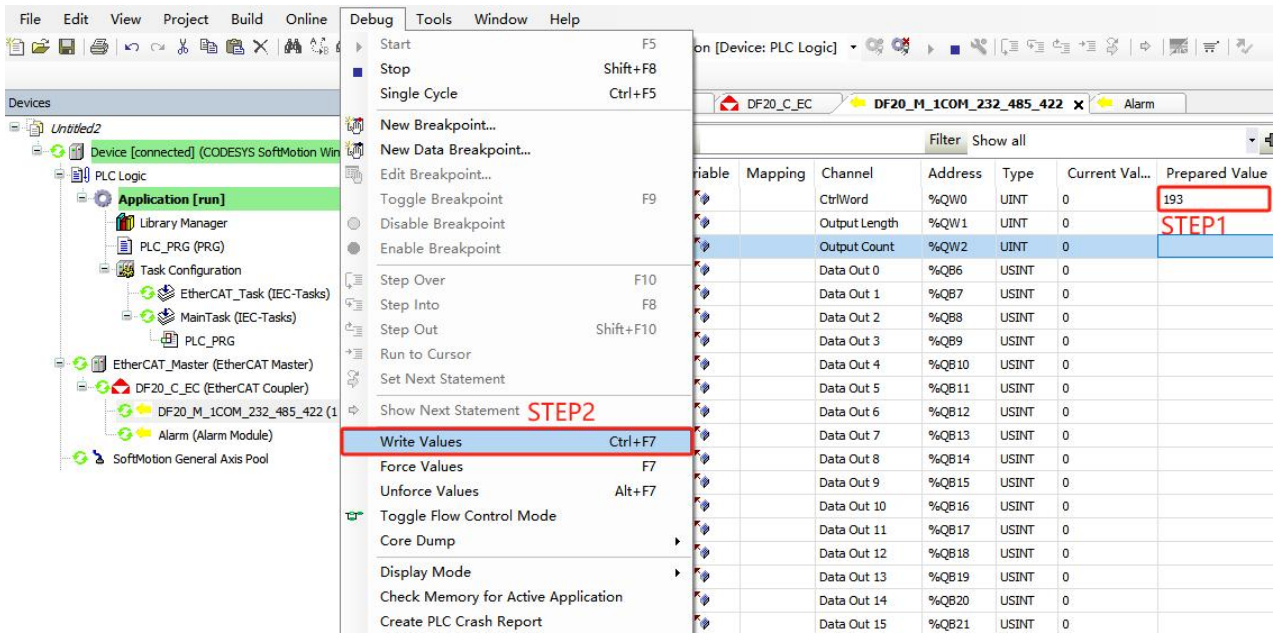 File Edit View Project Build Online Debug Tools Window Help
on [Device: PLC Logic]
Start F5
Stop Shift+F8
Single Cycle Ctrl+F5
New Breakpoint...
New Data Breakpoint...
Edit Breakpoint...
Toggle Breakpoint F9
Disable Breakpoint
Enable Breakpoint
Step Over F10
Step Into F8
Step Out Shift+F10
Run to Cursor
Set Next Statement
Show Next Statement STEP2
Write Values Ctrl+F7
Force Values F7
Unforce Values Alt+F7
Toggle Flow Control Mode
Core Dump
Display Mode
Check Memory for Active Application
Create PLC Crash Report
Devices
Untitled2
Device [connected] (CODESYS SoftMotion Win
PLC Logic
Application [run]
Library Manager
PLC_PRG (PRG)
Task Configuration
EtherCAT_Task (IEC-Tasks)
MainTask (IEC-Tasks)
PLC_PRG
EtherCAT_Master (EtherCAT Master)
DF20_C_EC (EtherCAT Coupler)
DF20_M_1COM_232_485_422 (1
Alarm (Alarm Module)
SoftMotion General Axis Pool
DF20_C_EC DF20_M_1COM_232_485_422 x Alarm
Filter Show all
riable Mapping Channel Address Type Current Val... Prepared Value
CtrlWord %QW0 UINT 0 193
STEP1
Output Length %QW1 UINT 0
Output Count %QW2 UINT 0
Data Out 0 %QB6 USINT 0
Data Out 1 %QB7 USINT 0
Data Out 2 %QB8 USINT 0
Data Out 3 %QB9 USINT 0
Data Out 4 %QB10 USINT 0
Data Out 5 %QB11 USINT 0
Data Out 6 %QB12 USINT 0
Data Out 7 %QB13 USINT 0
Data Out 8 %QB14 USINT 0
Data Out 9 %QB15 USINT 0
Data Out 10 %QB16 USINT 0
Data Out 11 %QB17 USINT 0
Data Out 12 %QB18 USINT 0
Data Out 13 %QB19 USINT 0
Data Out 14 %QB20 USINT 0
Data Out 15 %QB21 USINT 0